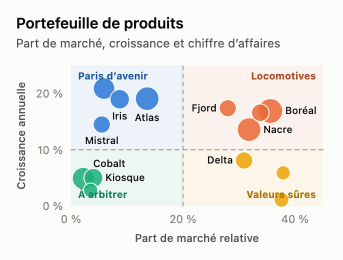 Portefeuille de produits
Part de marché, croissance et chiffre d'affaires
Croissance annuelle
20 %
10 %
0 %
Paris d'avenir
Locomotives
Iris
Atlas
Mistral
Fjord
Boréal
Nacre
Cobalt
Kiosque
Delta
À arbitrer
Valeurs sûres
0 %
20 %
40 %
Part de marché relative